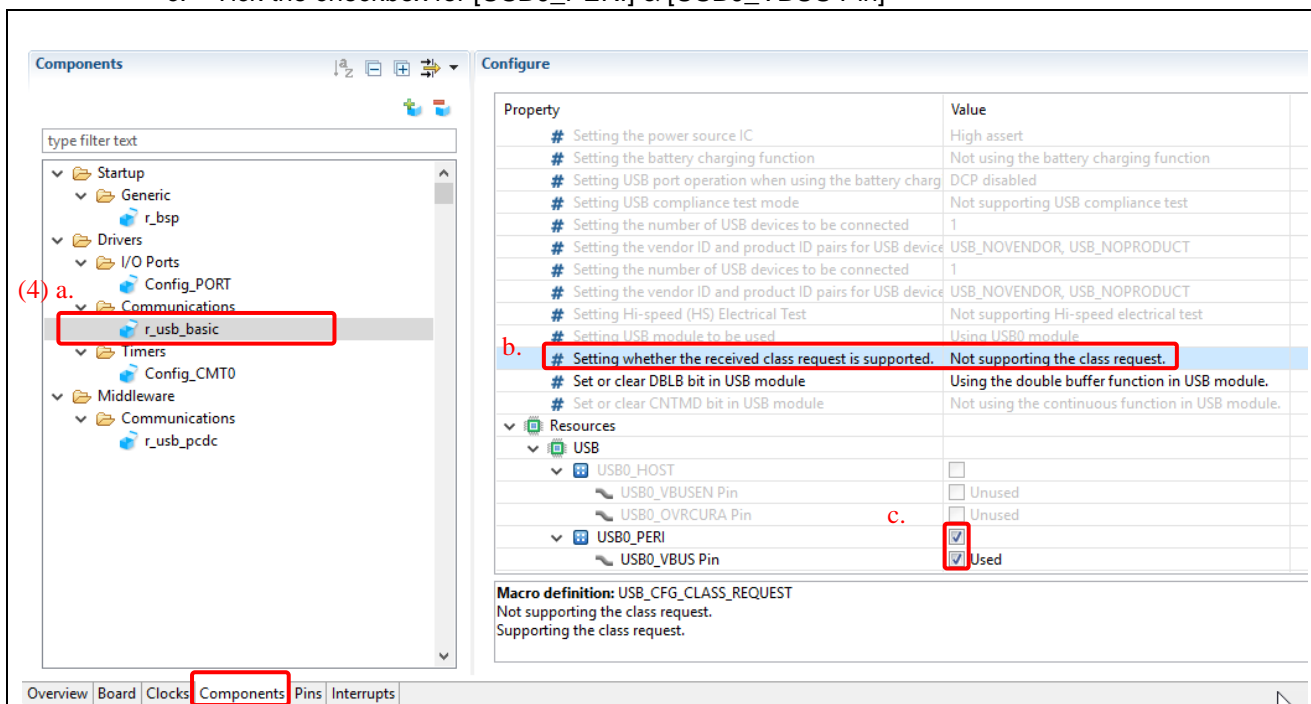 c. Tick the checkbox for [USB0_PERI] & [USB0_VBUS Pin]
Components
Configure
type filter text
Startup
Generic
r_bsp
Drivers
I/O Ports
Config_PORT
(4) a.
Communications
r_usb_basic
Timers
Config_CMT0
Middleware
Communications
r_usb_pcdc
Property Value
# Setting the power source IC High assert
# Setting the battery charging function Not using the battery charging function
# Setting USB port operation when using the battery charg DCP disabled
# Setting USB compliance test mode Not supporting USB compliance test
# Setting the number of USB devices to be connected 1
# Setting the vendor ID and product ID pairs for USB device USB_NOVENDOR, USB_NOPRODUCT
# Setting the number of USB devices to be connected 1
# Setting the vendor ID and product ID pairs for USB device USB_NOVENDOR, USB_NOPRODUCT
# Setting Hi-speed (HS) Electrical Test Not supporting Hi-speed electrical test
# Setting USB module to be used Using USB0 module
b.
# Setting whether the received class request is supported. Not supporting the class request.
# Set or clear DBLB bit in USB module Using the double buffer function in USB module.
# Set or clear CNTMD bit in USB module Not using the continuous function in USB module.
Resources
USB
USB0_HOST
USB0_VBUSEN Pin Unused
USB0_OVRCURA Pin Unused
c.
USB0_PERI
USB0_VBUS Pin Used
Macro definition: USB_CFG_CLASS_REQUEST
Not supporting the class request.
Supporting the class request.
Overview Board Clocks Components Pins Interrupts